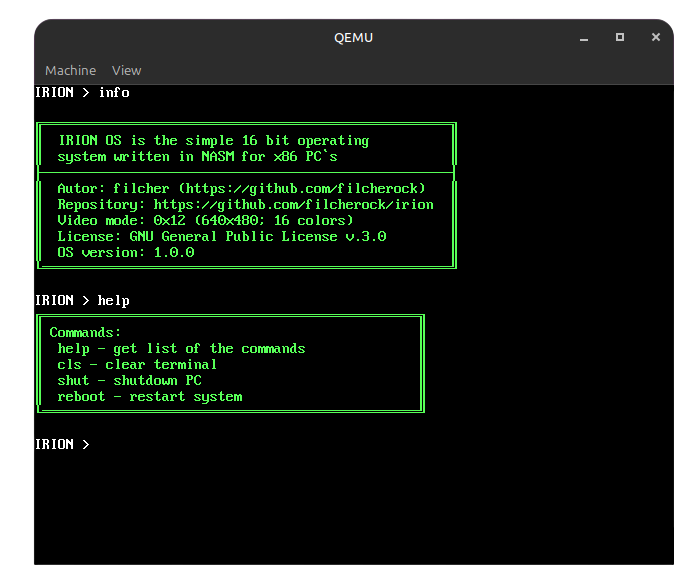 QEMU
Machine View
IRION > info
IRION OS is the simple 16 bit operating
system written in NASM for x86 PC`s
Autor: filcher (https://github.com/filcherock)
Repository: https://github.com/filcherock/irion
Video mode: 0x12 (640x480; 16 colors)
License: GNU General Public License v.3.0
OS version: 1.0.0
IRION > help
Commands:
help - get list of the commands
cls - clear terminal
shut - shutdown PC
reboot - restart system
IRION >